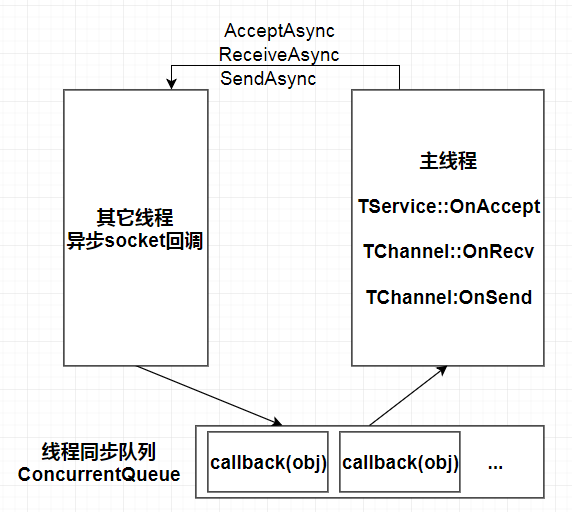 AcceptAsync
ReceiveAsync
SendAsync
其它线程
异步socket回调
主线程
TService::OnAccept
TChannel::OnRecv
TChannel:OnSend
线程同步队列
ConcurrentQueue
callback(obj)
callback(obj)
...